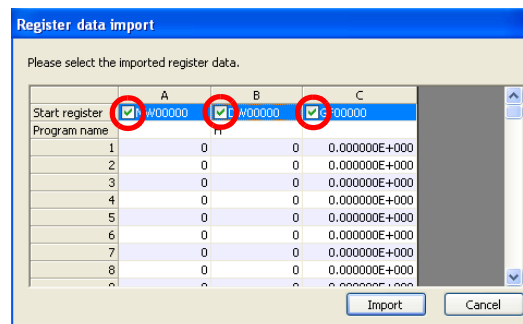 Register data import
Please select the imported register data.
A B C
Start register MW00000 DW00000 GF00000
Program name H
1 0 0 0.000000E+000
2 0 0 0.000000E+000
3 0 0 0.000000E+000
4 0 0 0.000000E+000
5 0 0 0.000000E+000
6 0 0 0.000000E+000
7 0 0 0.000000E+000
8 0 0 0.000000E+000
Import Cancel